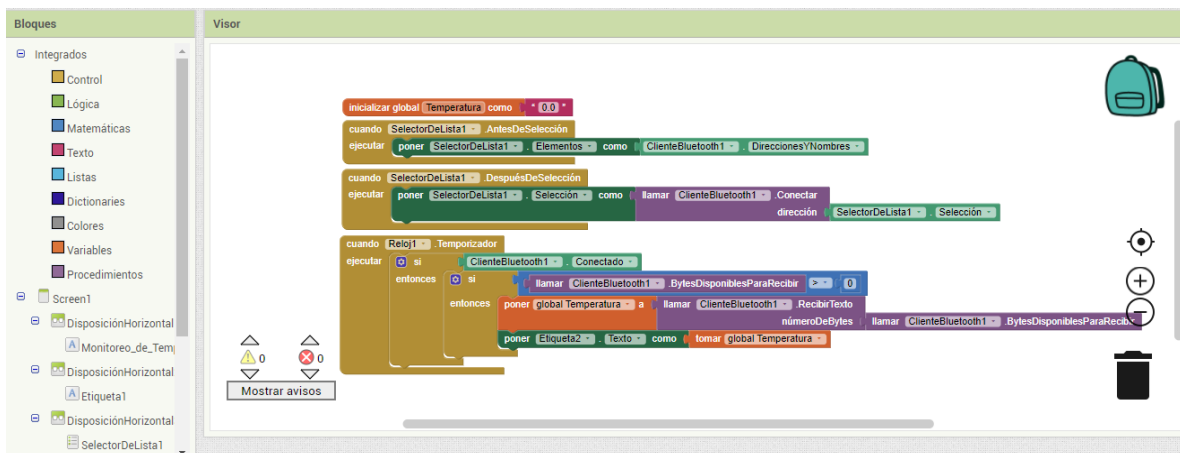 Bloques
Visor
Integrados
Control
Lógica
Matemáticas
Texto
Listas
Dictionaries
Colores
Variables
Procedimientos
Screen1
DisposiciónHorizontal
Monitoreo_de_Tem
DisposiciónHorizontal
Etiqueta1
DisposiciónHorizontal
SelectorDeLista1
inicializar global Temperatura como " 0.0 "
cuando SelectorDeLista1 .AntesDeSelección
ejecutar poner SelectorDeLista1 . Elementos como ClienteBluetooth1 . DireccionesYNombres
cuando SelectorDeLista1 .DespuésDeSelección
ejecutar poner SelectorDeLista1 . Selección como llamar ClienteBluetooth1 .Conectar
dirección SelectorDeLista1 . Selección
cuando Reloj1 .Temporizador
ejecutar si ClienteBluetooth1 . Conectado
entonces si llamar ClienteBluetooth1 .BytesDisponiblesParaRecibir > 0
entonces poner global Temperatura a llamar ClienteBluetooth1 .RecibirTexto
númeroDeBytes llamar ClienteBluetooth1 .BytesDisponiblesParaRecibir
poner Etiqueta2 . Texto como tomar global Temperatura
0 0
Mostrar avisos